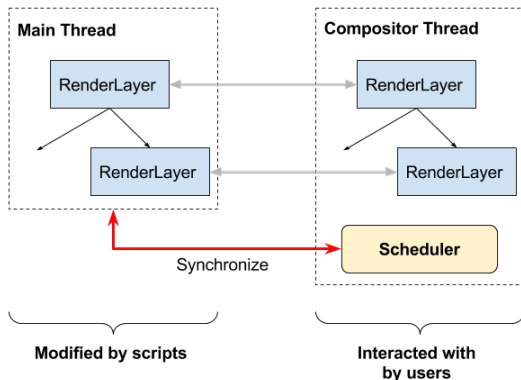 Main Thread
Compositor Thread
RenderLayer
RenderLayer
RenderLayer
RenderLayer
Scheduler
Synchronize
Modified by scripts
Interacted with
by users